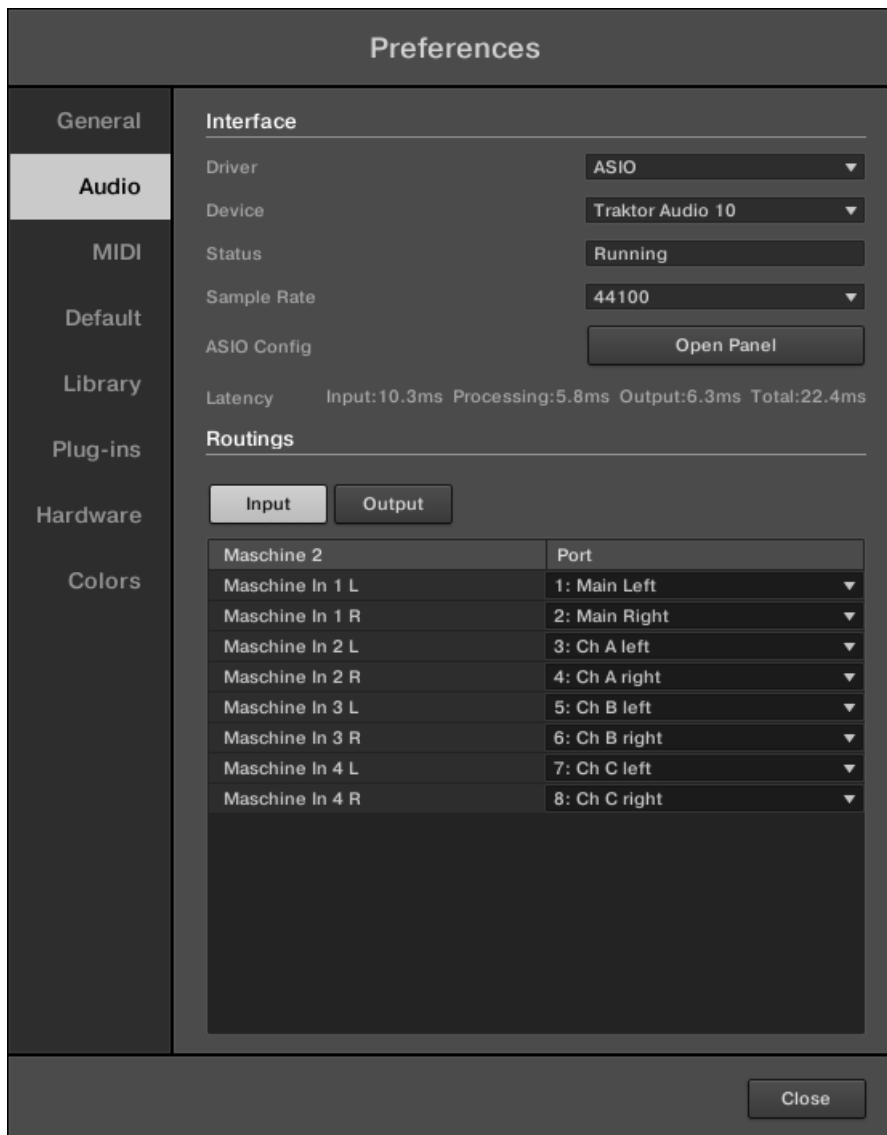 Preferences
General
Audio
MIDI
Default
Library
Plug-ins
Hardware
Colors
Interface
Driver ASIO
Device Traktor Audio 10
Status Running
Sample Rate 44100
ASIO Config Open Panel
Latency Input:10.3ms Processing:5.8ms Output:6.3ms Total:22.4ms
Routings
Input Output
Maschine 2 Port
Maschine In 1 L 1: Main Left
Maschine In 1 R 2: Main Right
Maschine In 2 L 3: Ch A left
Maschine In 2 R 4: Ch A right
Maschine In 3 L 5: Ch B left
Maschine In 3 R 6: Ch B right
Maschine In 4 L 7: Ch C left
Maschine In 4 R 8: Ch C right
Close